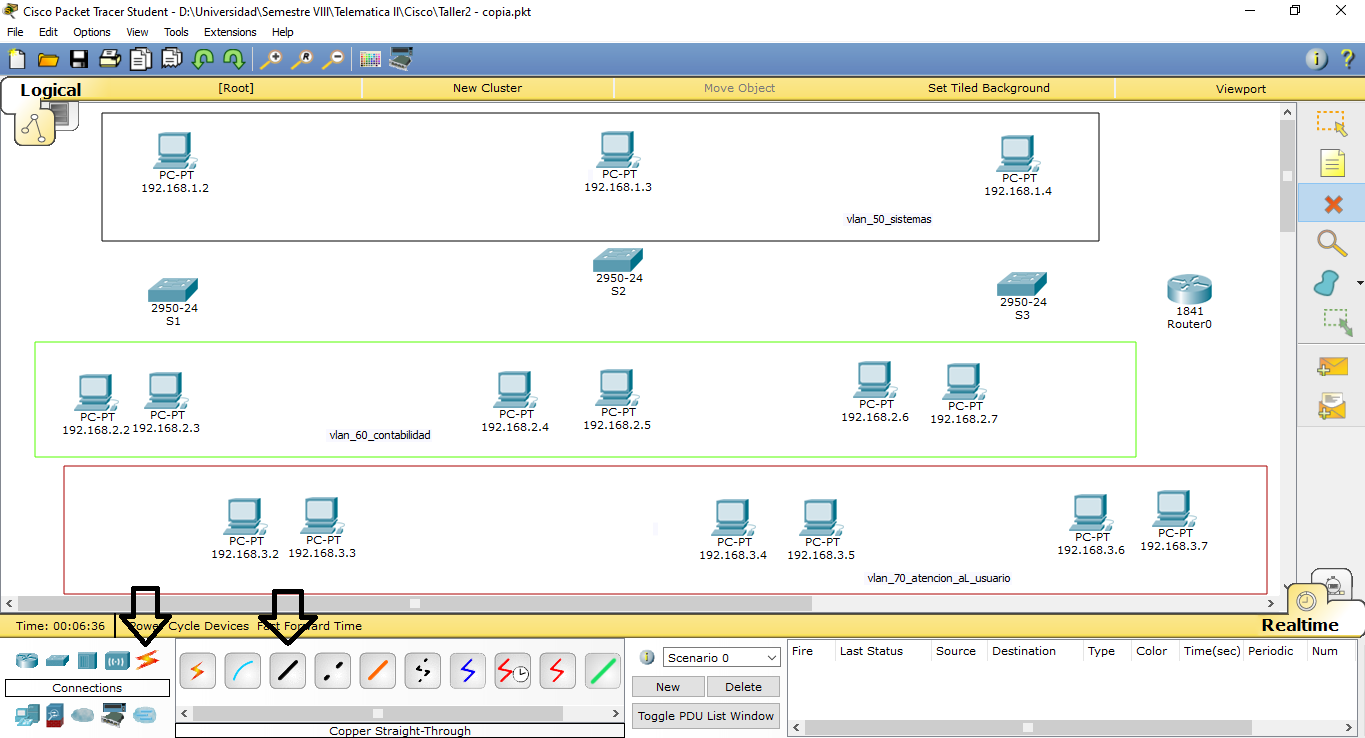 Cisco Packet Tracer Student - D:\Universidad\Semestre VIII\Telematica II\Cisco\Taller2 - copia.pkt
File Edit Options View Tools Extensions Help
Logical [Root] New Cluster Move Object Set Tiled Background Viewport
PC-PT
192.168.1.2
PC-PT
192.168.1.3
PC-PT
192.168.1.4
vlan_50_sistemas
2950-24
S1
2950-24
S2
2950-24
S3
1841
Router0
PC-PT
192.168.2.2
PC-PT
192.168.2.3
PC-PT
192.168.2.4
PC-PT
192.168.2.5
PC-PT
192.168.2.6
PC-PT
192.168.2.7
vlan_60_contabilidad
PC-PT
192.168.3.2
PC-PT
192.168.3.3
PC-PT
192.168.3.4
PC-PT
192.168.3.5
PC-PT
192.168.3.6
PC-PT
192.168.3.7
vlan_70_atencion_aL_usuario
Time: 00:06:36 Power Cycle Devices Fast Forward Time
Realtime
Connections
Copper Straight-Through
Scenario 0
New Delete
Toggle PDU List Window
Fire Last Status Source Destination Type Color Time(sec) Periodic Num